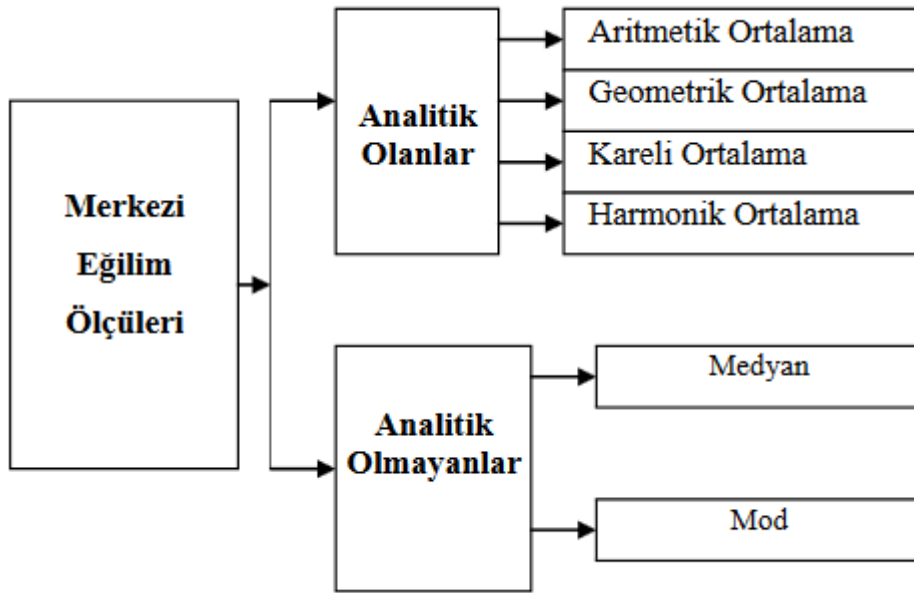 Merkezi
Eğilim
Ölçüleri
Analitik
Olanlar
Aritmetik Ortalama
Geometrik Ortalama
Kareli Ortalama
Harmonik Ortalama
Analitik
Olmayanlar
Medyan
Mod